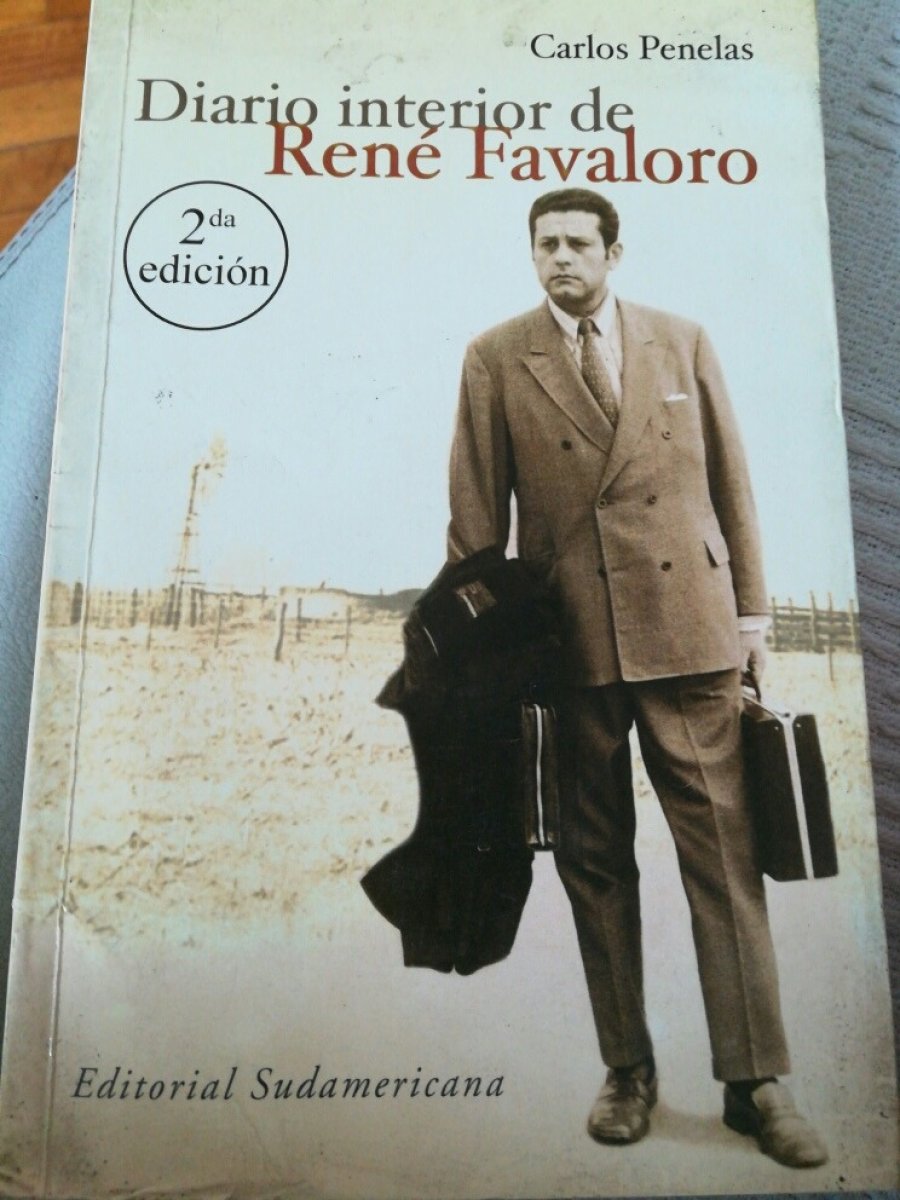 Carlos Penelas
Diario interior de
René Favaloro
2da
edición
Editorial Sudamericana